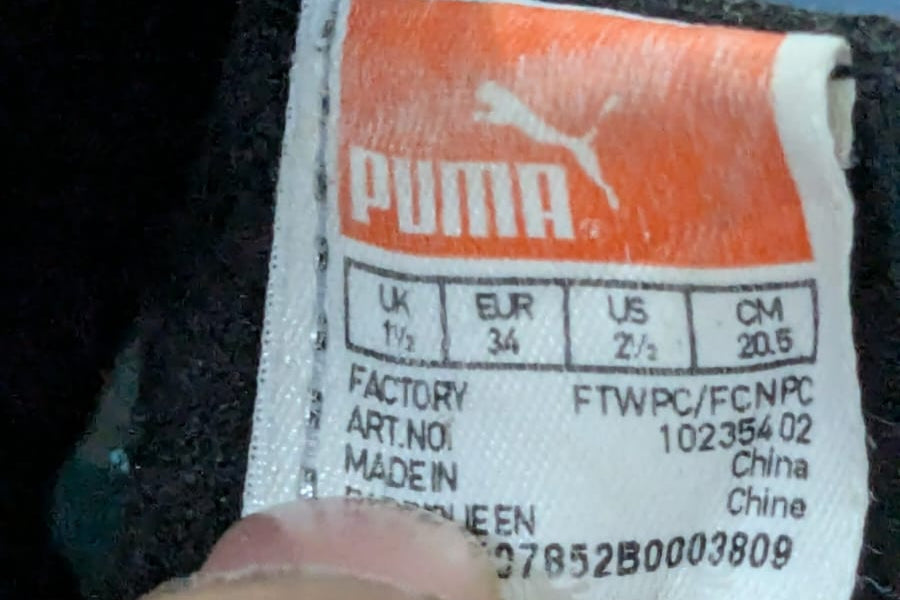 PUMA®
UK EUR US CM
1½ 34 2½ 20.5
FACTORY FTWPC/FCNPC
ART.NO. 10235402
MADE IN China
Chine
07852B0003809